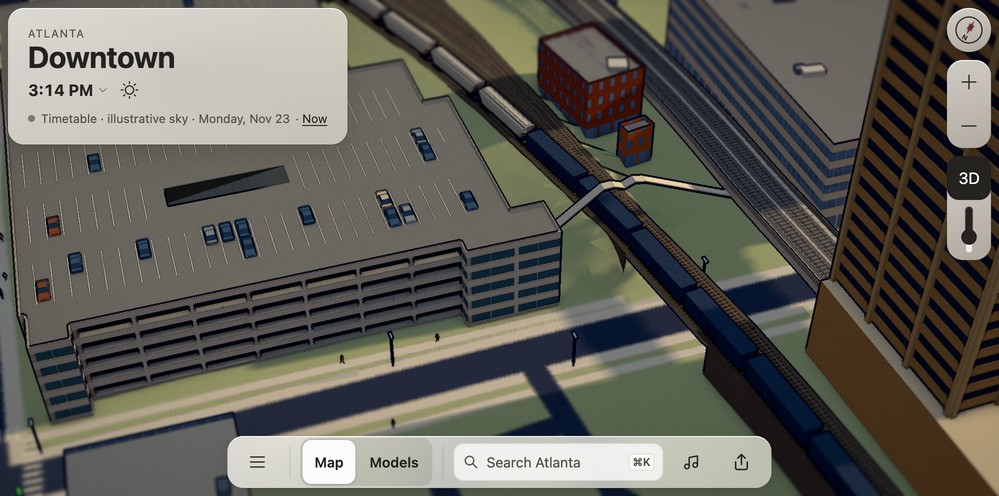 ATLANTA
Downtown
3:14 PM
Timetable · illustrative sky · Monday, Nov 23 · Now
N
+
−
3D
Map
Models
Search Atlanta
⌘K